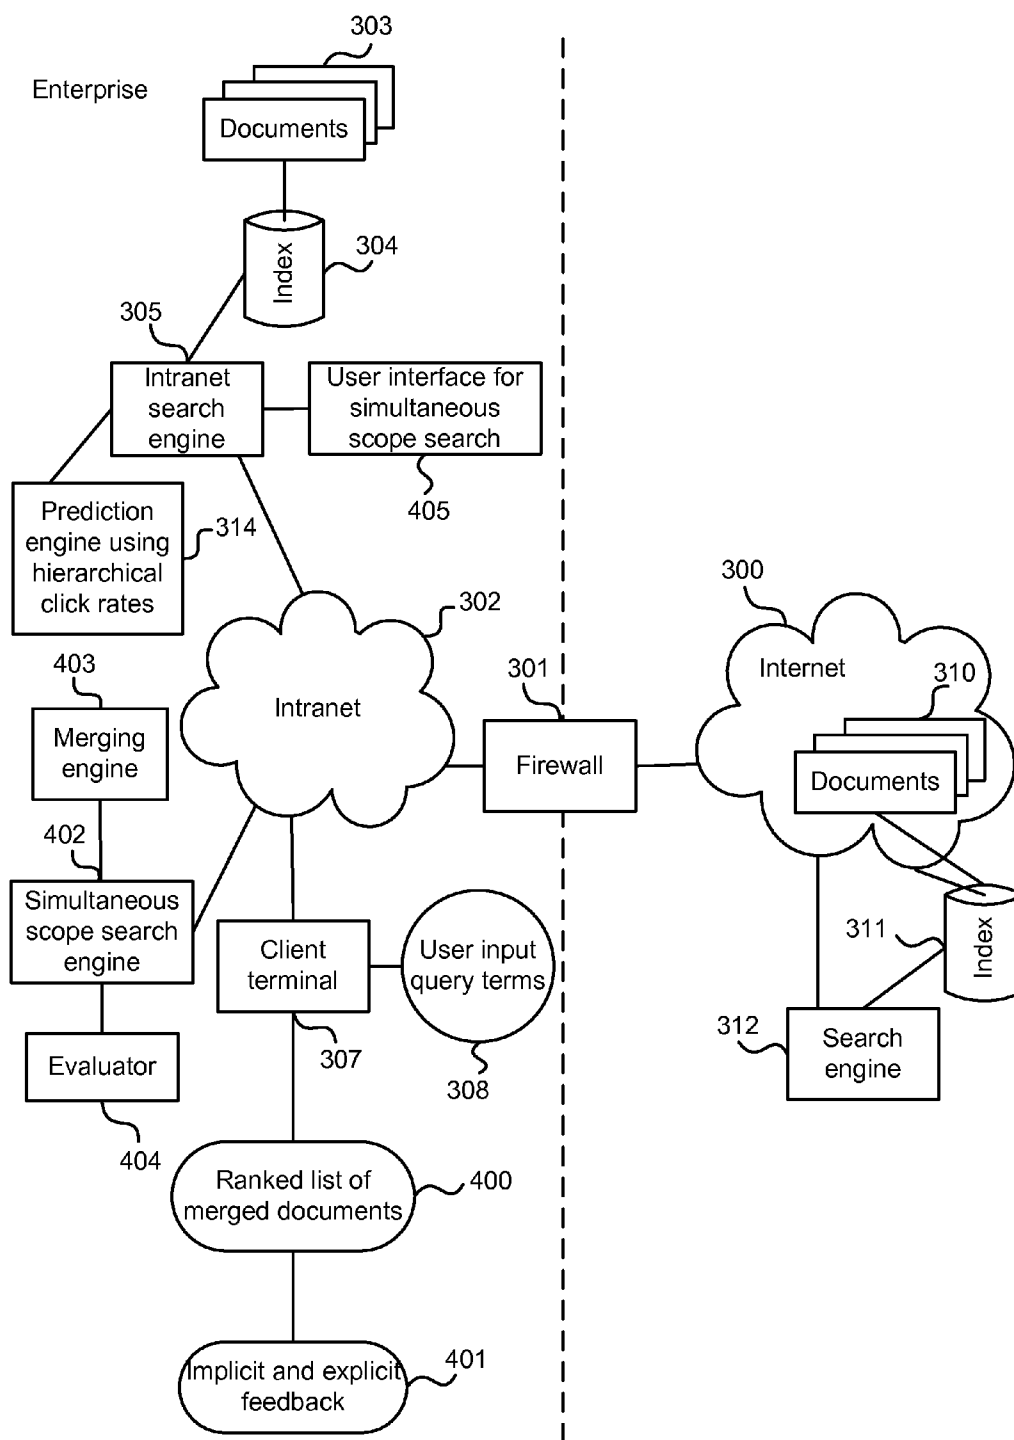 303
Enterprise
Documents
Index
304
305
Intranet
search
engine
User interface for
simultaneous
scope search
405
Prediction
engine using
hierarchical
click rates
314
302
300
403
Intranet
301
Internet
310
Merging
engine
Firewall
Documents
402
Simultaneous
scope search
engine
Client
terminal
User input
query terms
311
Index
307
308
312
Search
engine
Evaluator
404
Ranked list of
merged documents
400
Implicit and explicit
feedback
401